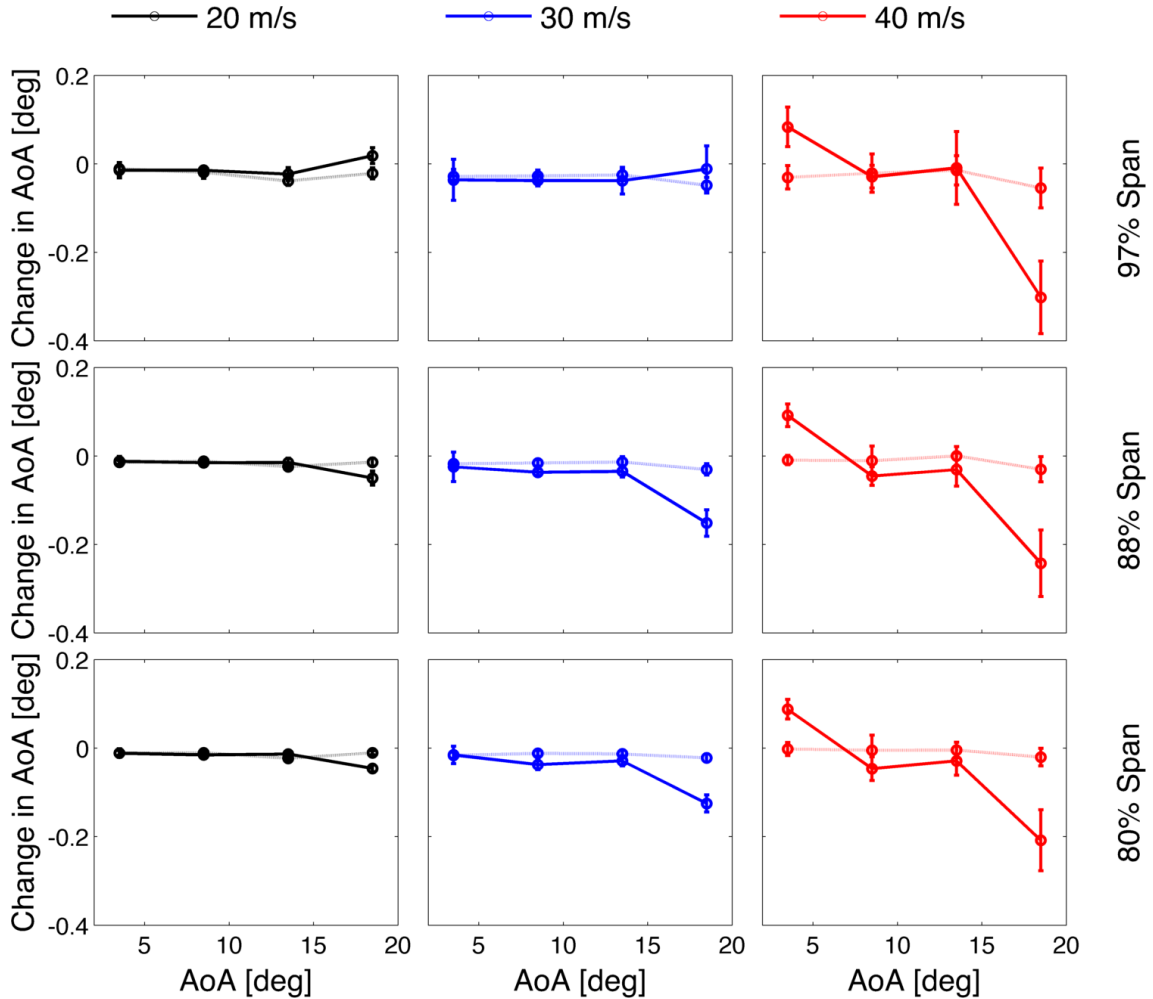 20 m/s
30 m/s
40 m/s
0.2
0
-0.2
-0.4
Change in AoA [deg]
97% Span
0.2
0
-0.2
-0.4
Change in AoA [deg]
88% Span
0.2
0
-0.2
-0.4
Change in AoA [deg]
80% Span
5 10 15 20
5 10 15 20
5 10 15 20
AoA [deg]
AoA [deg]
AoA [deg]